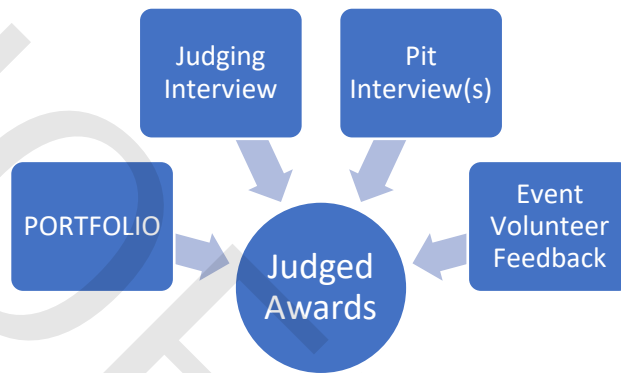 Judging
Interview
Pit
Interview(s)
PORTFOLIO
Event
Volunteer
Feedback
Judged
Awards